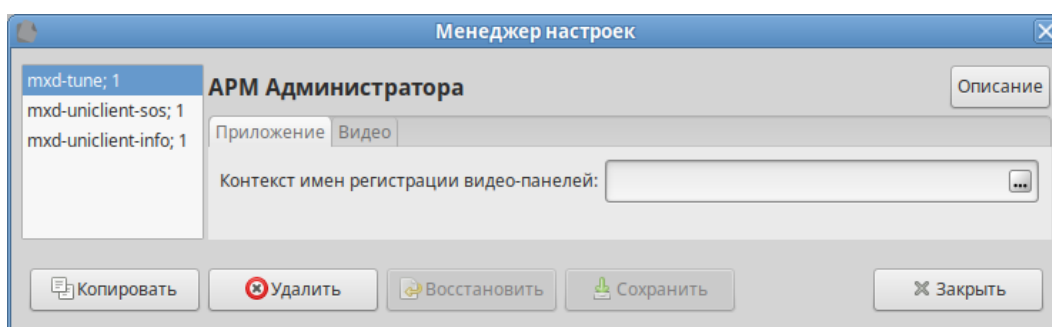 Менеджер настроек
mxd-tune; 1
mxd-uniclient-sos; 1
mxd-uniclient-info; 1
АРМ Администратора
Описание
Приложение Видео
Контекст имен регистрации видео-панелей:
...
Копировать Удалить Восстановить Сохранить Закрыть